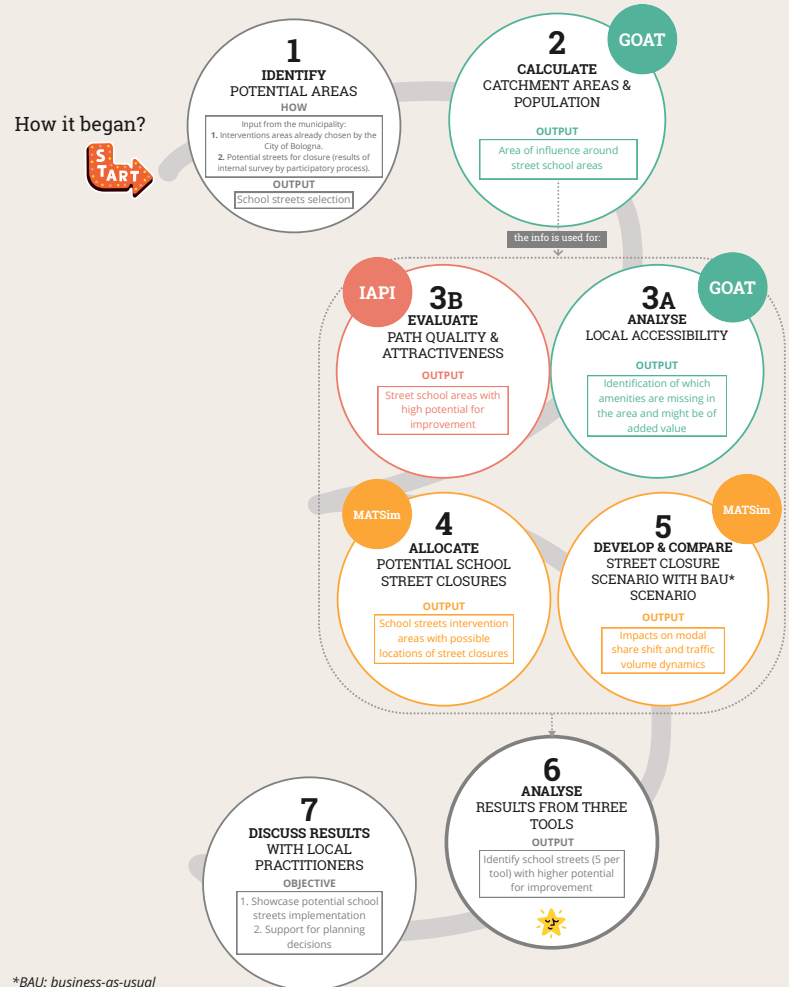 How it began?
START
1
IDENTIFY
POTENTIAL AREAS
HOW
Input from the municipality:
1. Interventions areas already chosen by the
City of Bologna.
2. Potential streets for closure (results of
internal survey by participatory process).
OUTPUT
School streets selection
GOAT
2
CALCULATE
CATCHMENT AREAS &
POPULATION
OUTPUT
Area of influence around
street school areas
the info is used for:
GOAT
3A
ANALYSE
LOCAL ACCESSIBILITY
OUTPUT
Identification of which
amenities are missing in
the area and might be of
added value
IAPI
3B
EVALUATE
PATH QUALITY &
ATTRACTIVENESS
OUTPUT
Street school areas with
high potential for
improvement
MATSim
4
ALLOCATE
POTENTIAL SCHOOL
STREET CLOSURES
OUTPUT
School streets intervention
areas with possible
locations of street closures
MATSim
5
DEVELOP & COMPARE
STREET CLOSURE
SCENARIO WITH BAU*
SCENARIO
OUTPUT
Impacts on modal
share shift and traffic
volume dynamics
6
ANALYSE
RESULTS FROM THREE
TOOLS
OUTPUT
Identify school streets (5 per
tool) with higher potential
for improvement
7
DISCUSS RESULTS
WITH LOCAL
PRACTITIONERS
OBJECTIVE
1. Showcase potential school
streets implementation
2. Support for planning
decisions
*BAU: business-as-usual